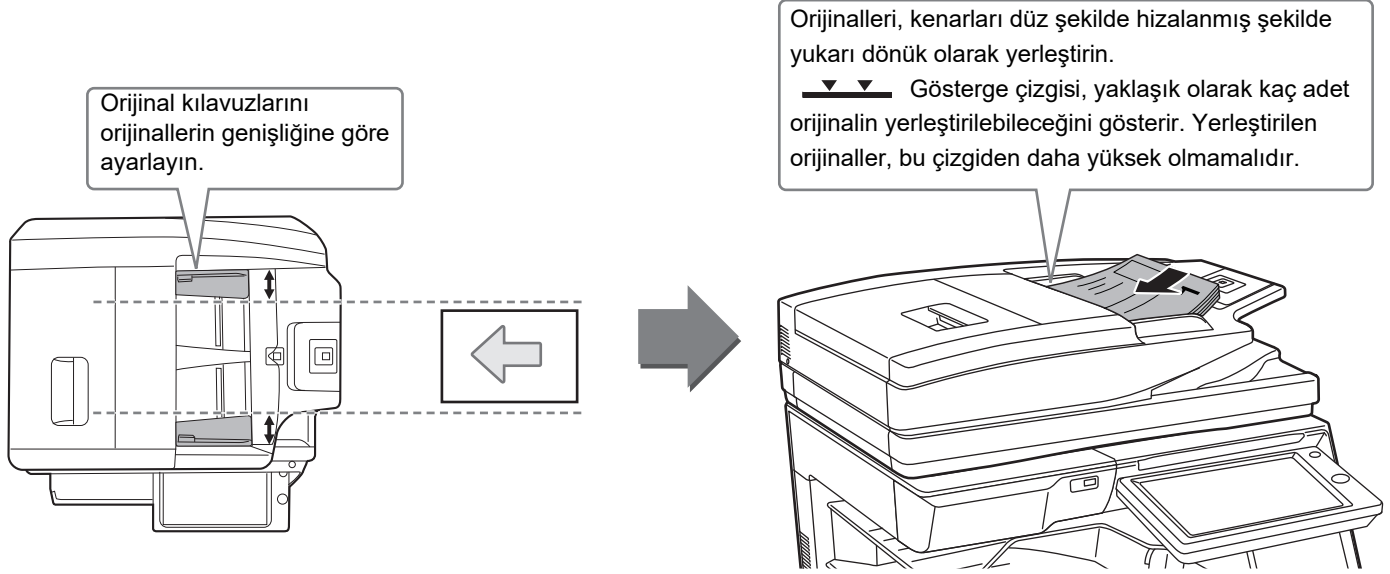 Orijinal kılavuzlarını
orijinallerin genişliğine göre
ayarlayın.
Orijinalleri, kenarları düz şekilde hizalanmış şekilde
yukarı dönük olarak yerleştirin.
Gösterge çizgisi, yaklaşık olarak kaç adet
orijinalin yerleştirilebileceğini gösterir. Yerleştirilen
orijinaller, bu çizgiden daha yüksek olmamalıdır.
1